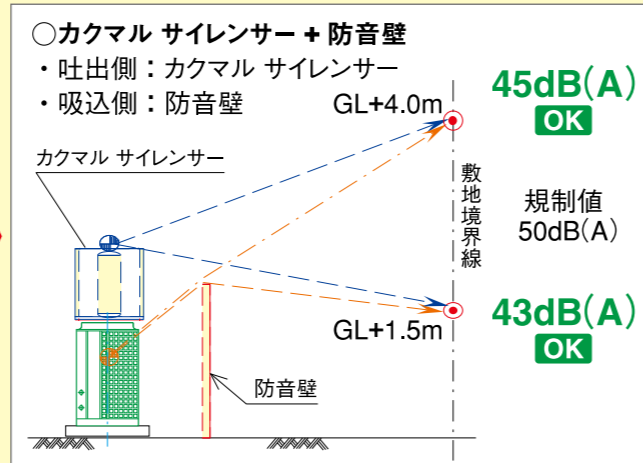 ○カクマル サイレンサー + 防音壁
・吐出側：カクマル サイレンサー
・吸込側：防音壁
GL+4.0m
45dB(A)
OK
カクマル サイレンサー
敷地境界線
規制値
50dB(A)
GL+1.5m
43dB(A)
OK
防音壁